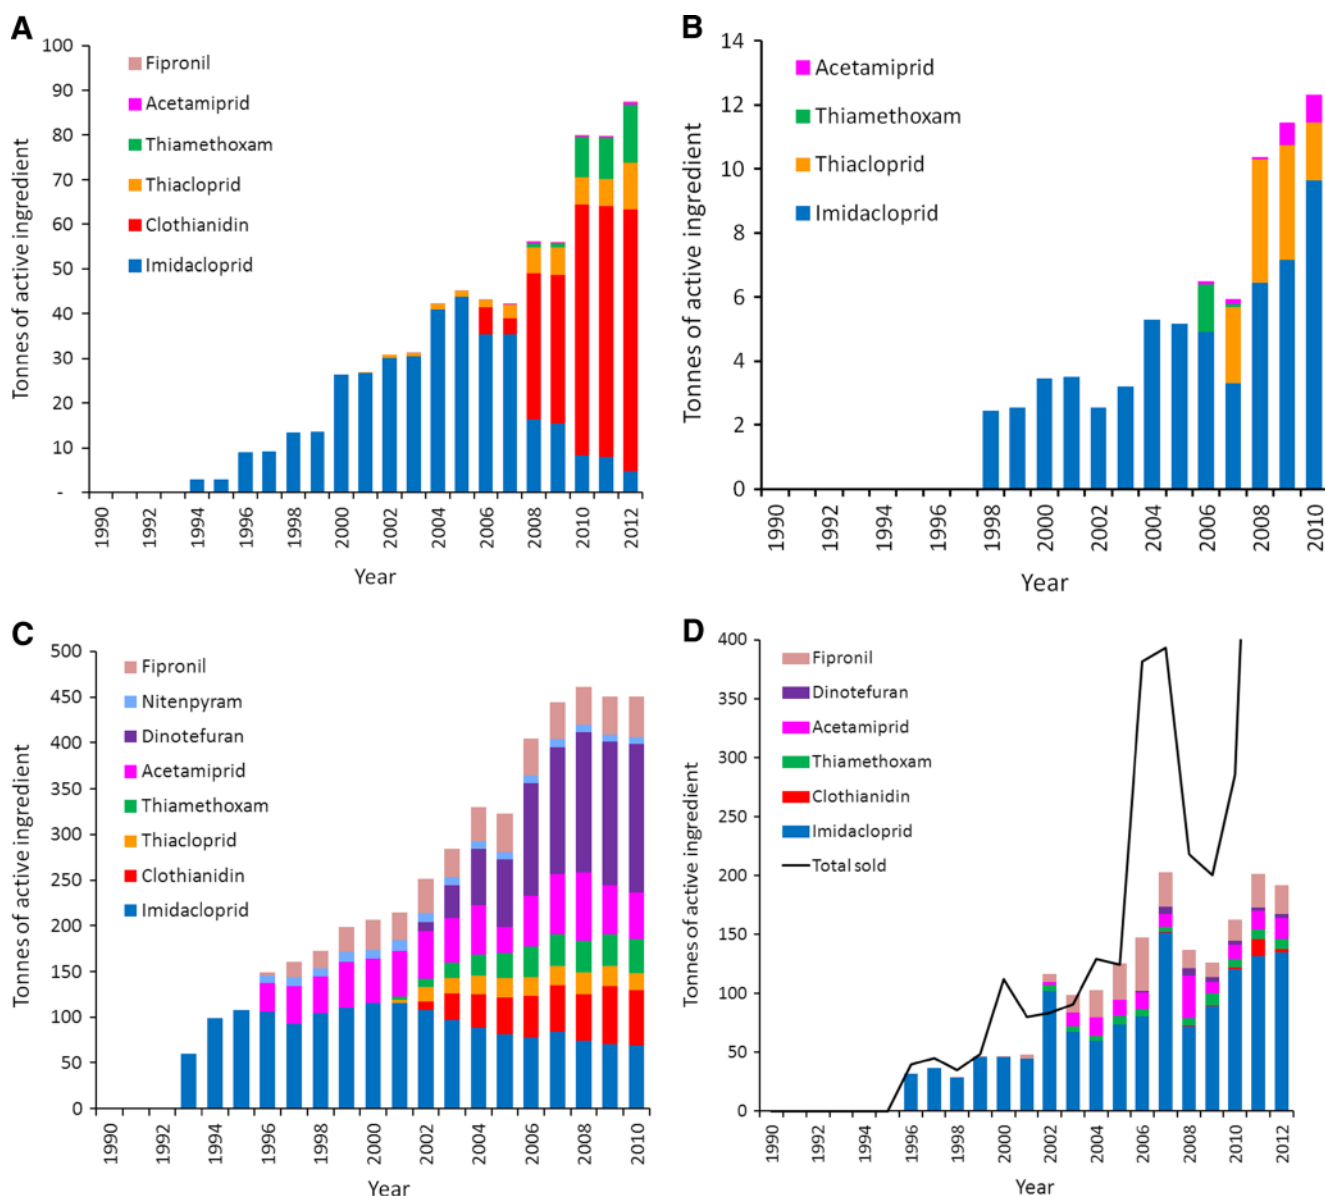 A
Tonnes of active ingredient
100
90
80
70
60
50
40
30
20
10
-
Fipronil
Acetamiprid
Thiamethoxam
Thiacloprid
Clothianidin
Imidacloprid
1990
1992
1994
1996
1998
2000
2002
2004
2006
2008
2010
2012
Year
B
Tonnes of active ingredient
14
12
10
8
6
4
2
0
Acetamiprid
Thiamethoxam
Thiacloprid
Imidacloprid
1990
1992
1994
1996
1998
2000
2002
2004
2006
2008
2010
Year
C
Tonnes of active ingredient
500
450
400
350
300
250
200
150
100
50
0
Fipronil
Nitenpyram
Dinotefuran
Acetamiprid
Thiamethoxam
Thiacloprid
Clothianidin
Imidacloprid
1990
1992
1994
1996
1998
2000
2002
2004
2006
2008
2010
Year
D
Tonnes of active ingredient
400
350
300
250
200
150
100
50
0
Fipronil
Dinotefuran
Acetamiprid
Thiamethoxam
Clothianidin
Imidacloprid
Total sold
1990
1992
1994
1996
1998
2000
2002
2004
2006
2008
2010
2012
Year